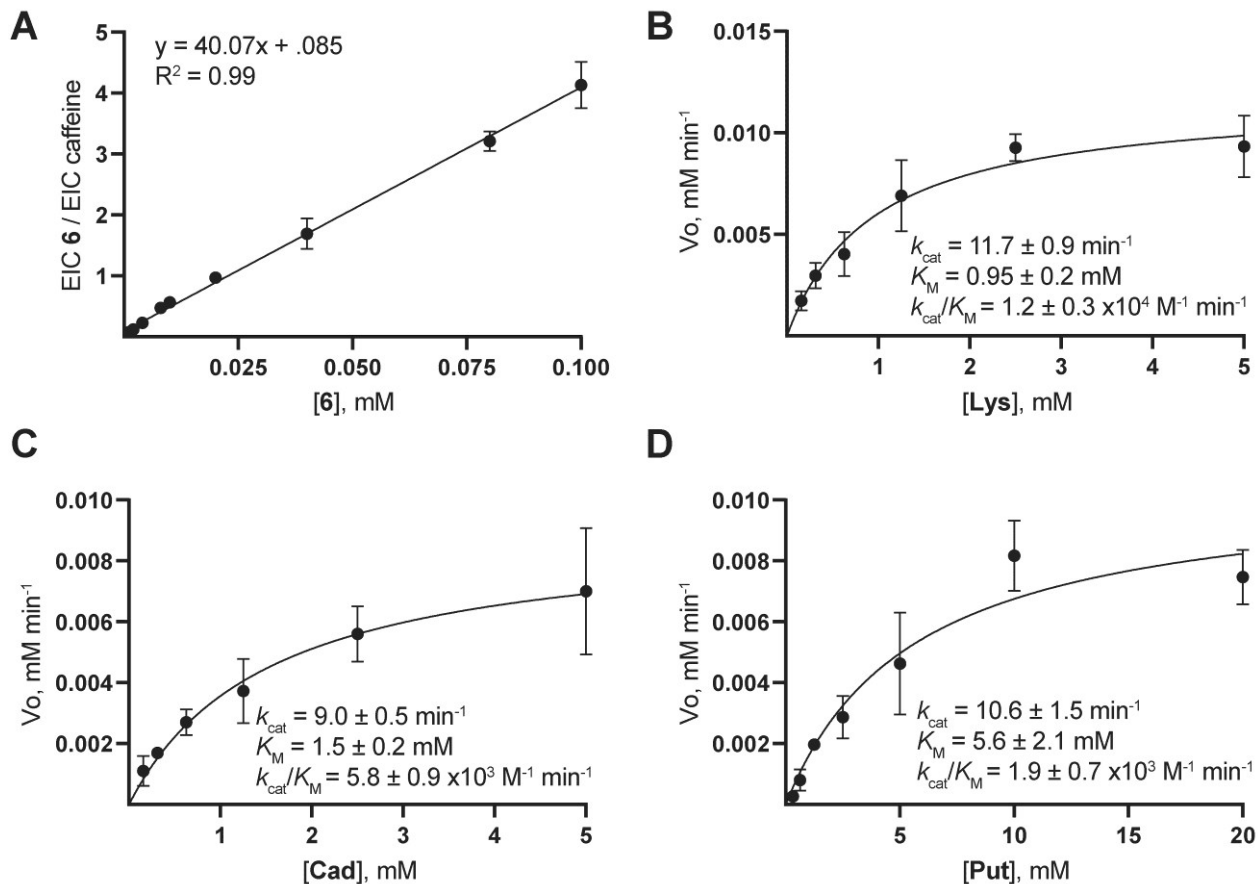 A
y = 40.07x + .085
R² = 0.99
EIC 6 / EIC caffeine
5
4
3
2
1
0.025
0.050
0.075
0.100
[6], mM
B
Vo, mM min⁻¹
0.015
0.010
0.005
kcat = 11.7 ± 0.9 min⁻¹
KM = 0.95 ± 0.2 mM
kcat/KM = 1.2 ± 0.3 x10⁴ M⁻¹ min⁻¹
1
2
3
4
5
[Lys], mM
C
Vo, mM min⁻¹
0.010
0.008
0.006
0.004
0.002
kcat = 9.0 ± 0.5 min⁻¹
KM = 1.5 ± 0.2 mM
kcat/KM = 5.8 ± 0.9 x10³ M⁻¹ min⁻¹
1
2
3
4
5
[Cad], mM
D
Vo, mM min⁻¹
0.010
0.008
0.006
0.004
0.002
kcat = 10.6 ± 1.5 min⁻¹
KM = 5.6 ± 2.1 mM
kcat/KM = 1.9 ± 0.7 x10³ M⁻¹ min⁻¹
5
10
15
20
[Put], mM